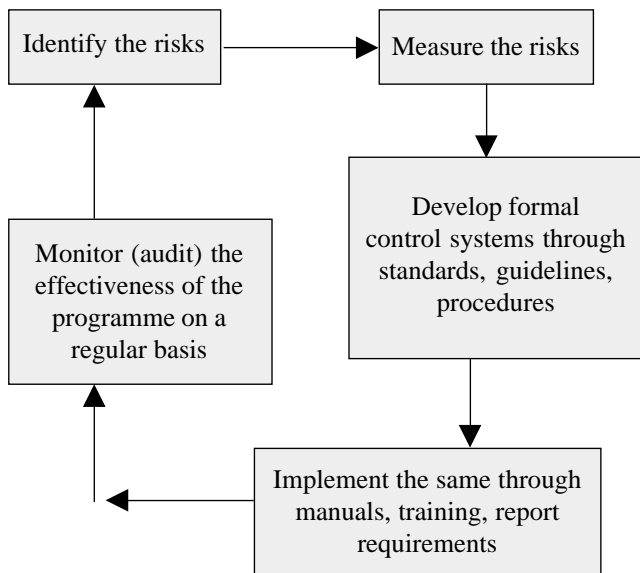 Identify the risks
Measure the risks
Develop formal
control systems through
standards, guidelines,
procedures
Implement the same through
manuals, training, report
requirements
Monitor (audit) the
effectiveness of the
programme on a
regular basis